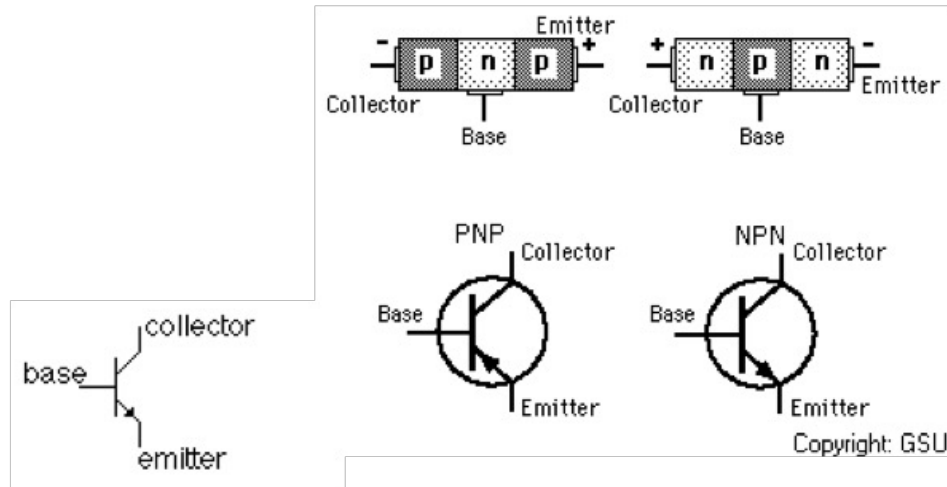 Emitter
- p n p +
+ n p n -
Collector
Base
Collector
Base
Emitter
PNP
Collector
Base
Emitter
NPN
Collector
Base
Emitter
collector
base
emitter
Copyright: GSU